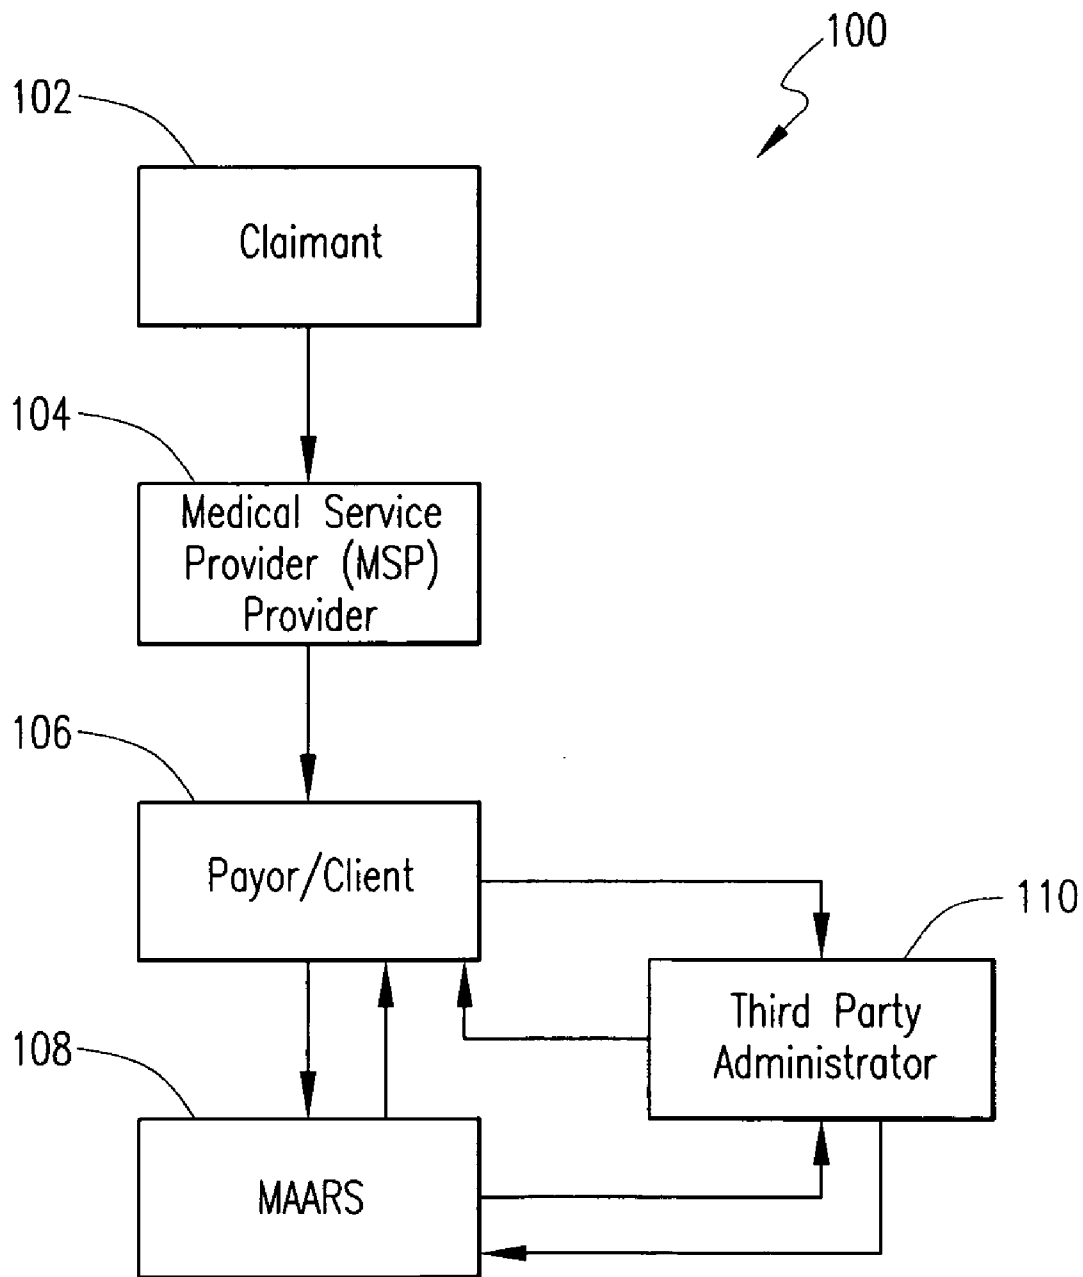 100
102
Claimant
104
Medical Service
Provider (MSP)
Provider
106
Payor/Client
110
Third Party
Administrator
108
MAARS